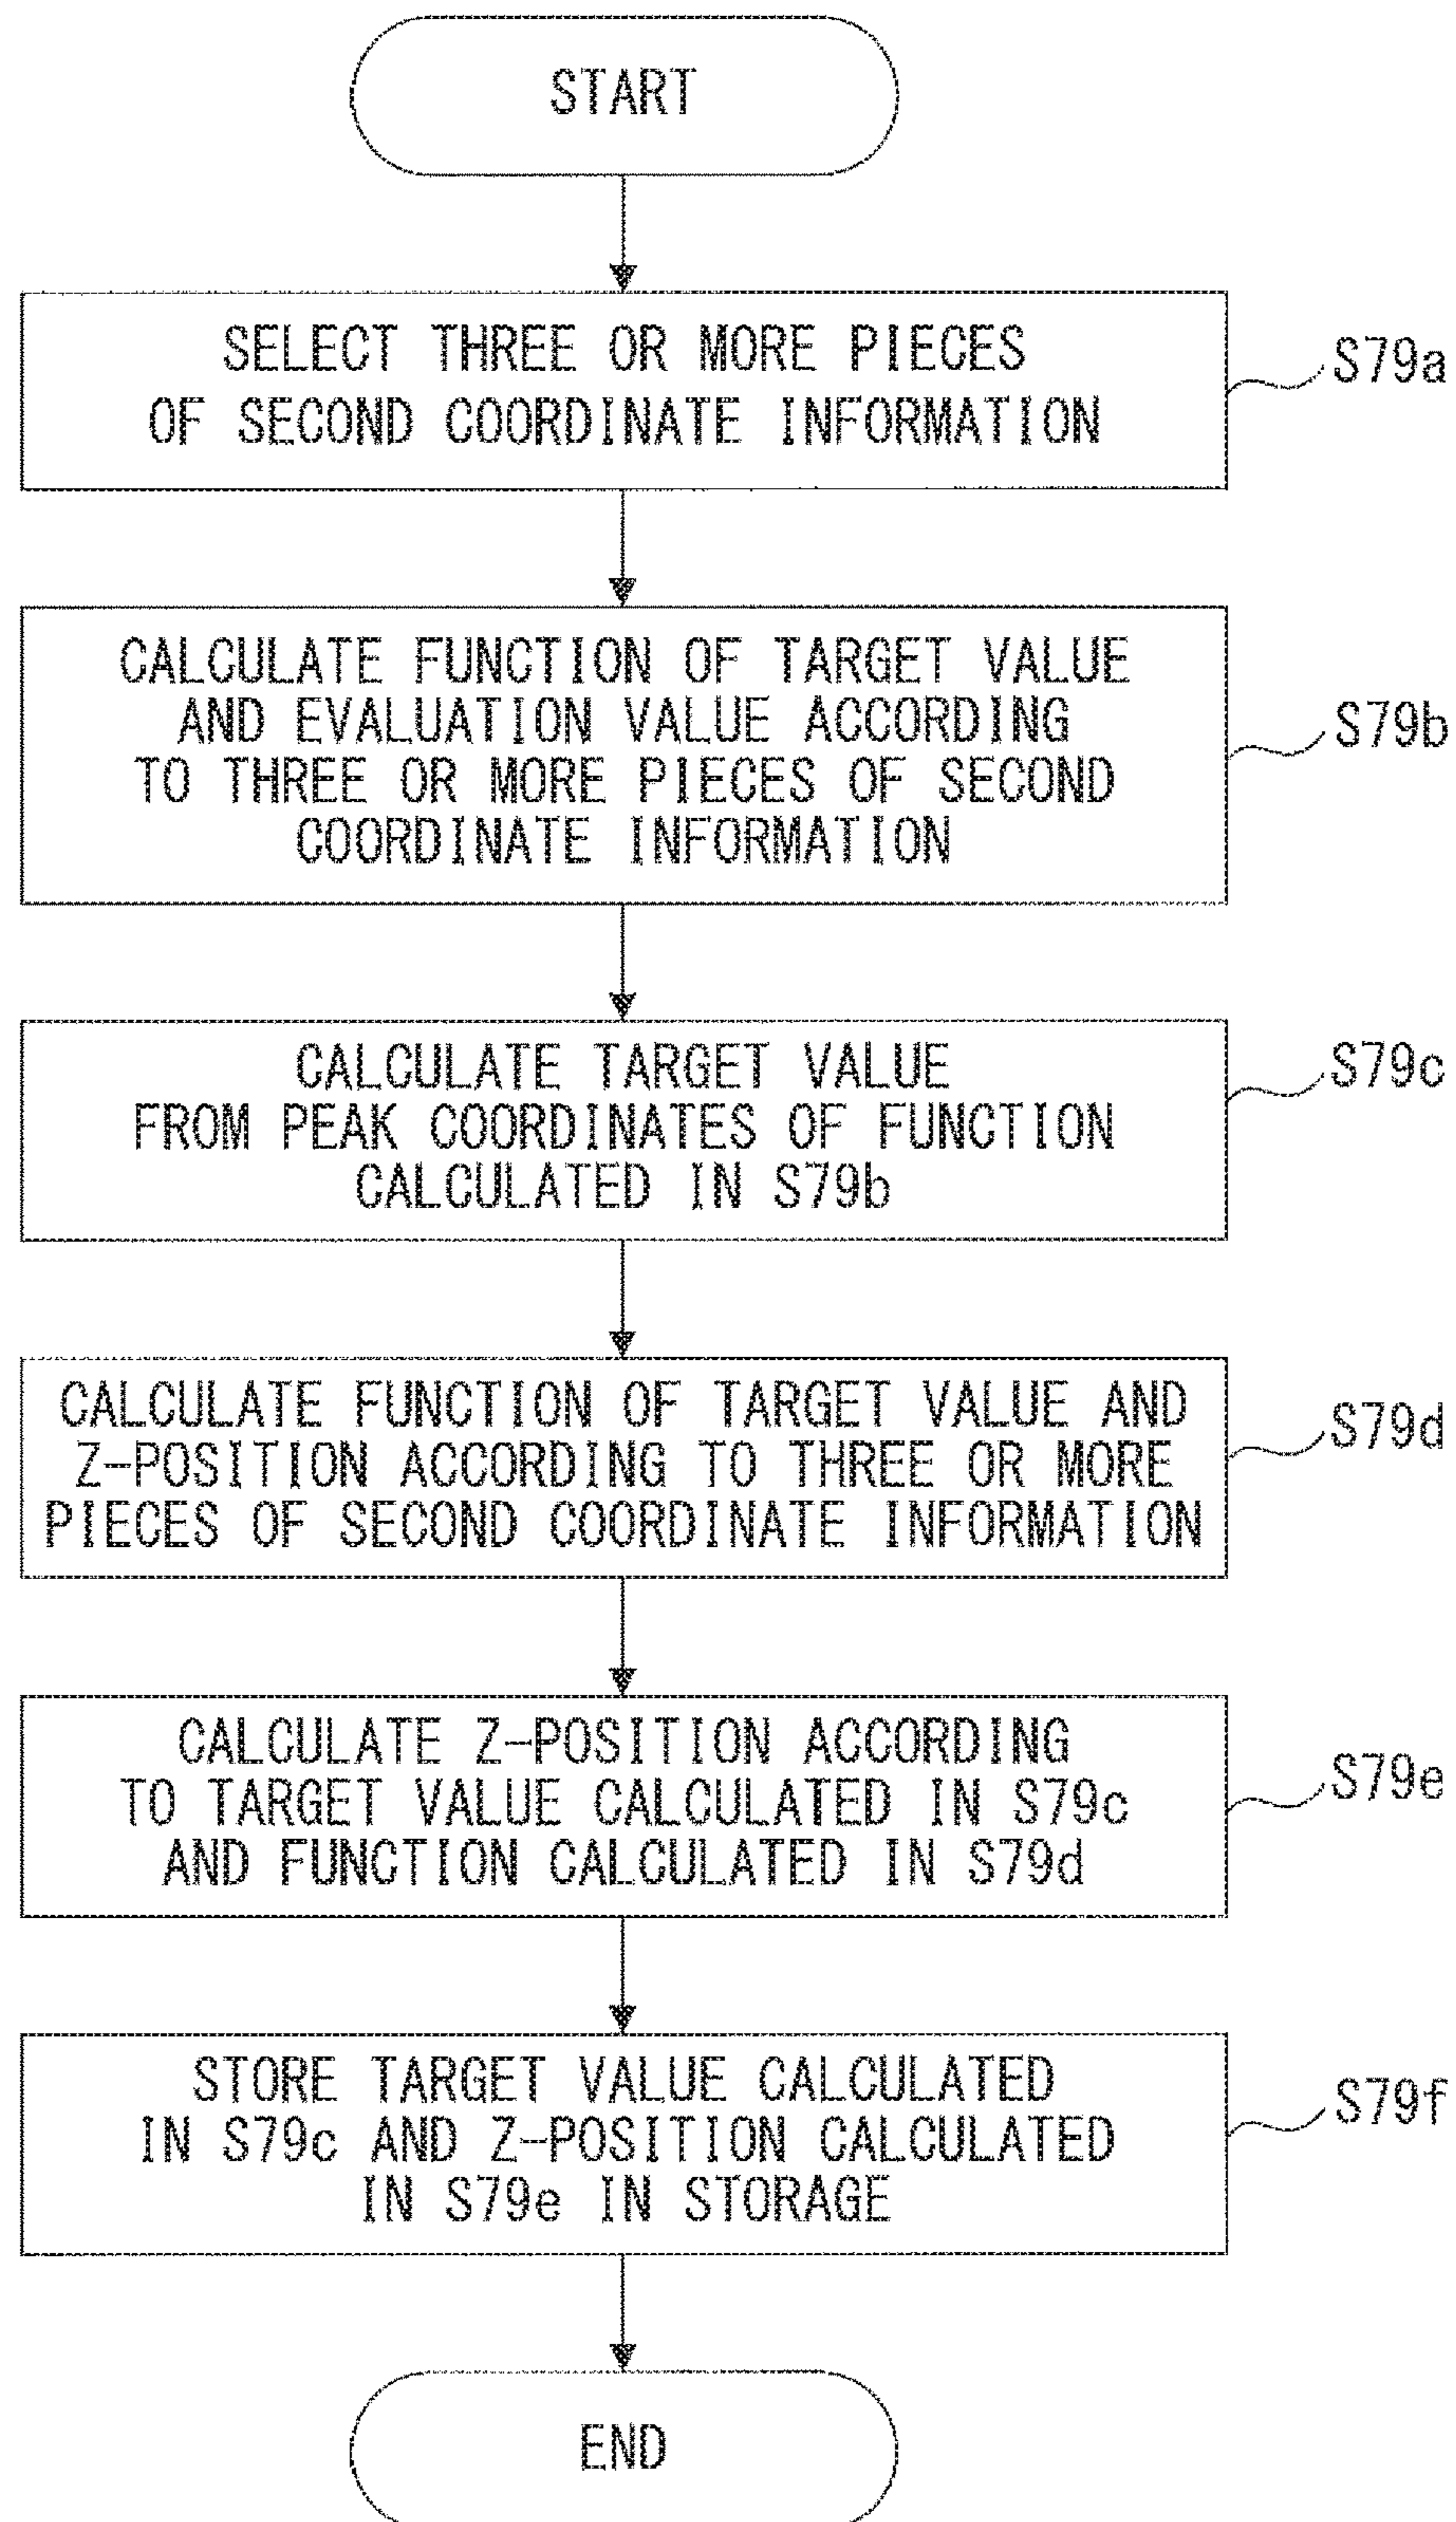 START
SELECT THREE OR MORE PIECES
OF SECOND COORDINATE INFORMATION
S79a
CALCULATE FUNCTION OF TARGET VALUE
AND EVALUATION VALUE ACCORDING
TO THREE OR MORE PIECES OF SECOND
COORDINATE INFORMATION
S79b
CALCULATE TARGET VALUE
FROM PEAK COORDINATES OF FUNCTION
CALCULATED IN S79b
S79c
CALCULATE FUNCTION OF TARGET VALUE AND
Z-POSITION ACCORDING TO THREE OR MORE
PIECES OF SECOND COORDINATE INFORMATION
S79d
CALCULATE Z-POSITION ACCORDING
TO TARGET VALUE CALCULATED IN S79c
AND FUNCTION CALCULATED IN S79d
S79e
STORE TARGET VALUE CALCULATED
IN S79c AND Z-POSITION CALCULATED
IN S79e IN STORAGE
S79f
END